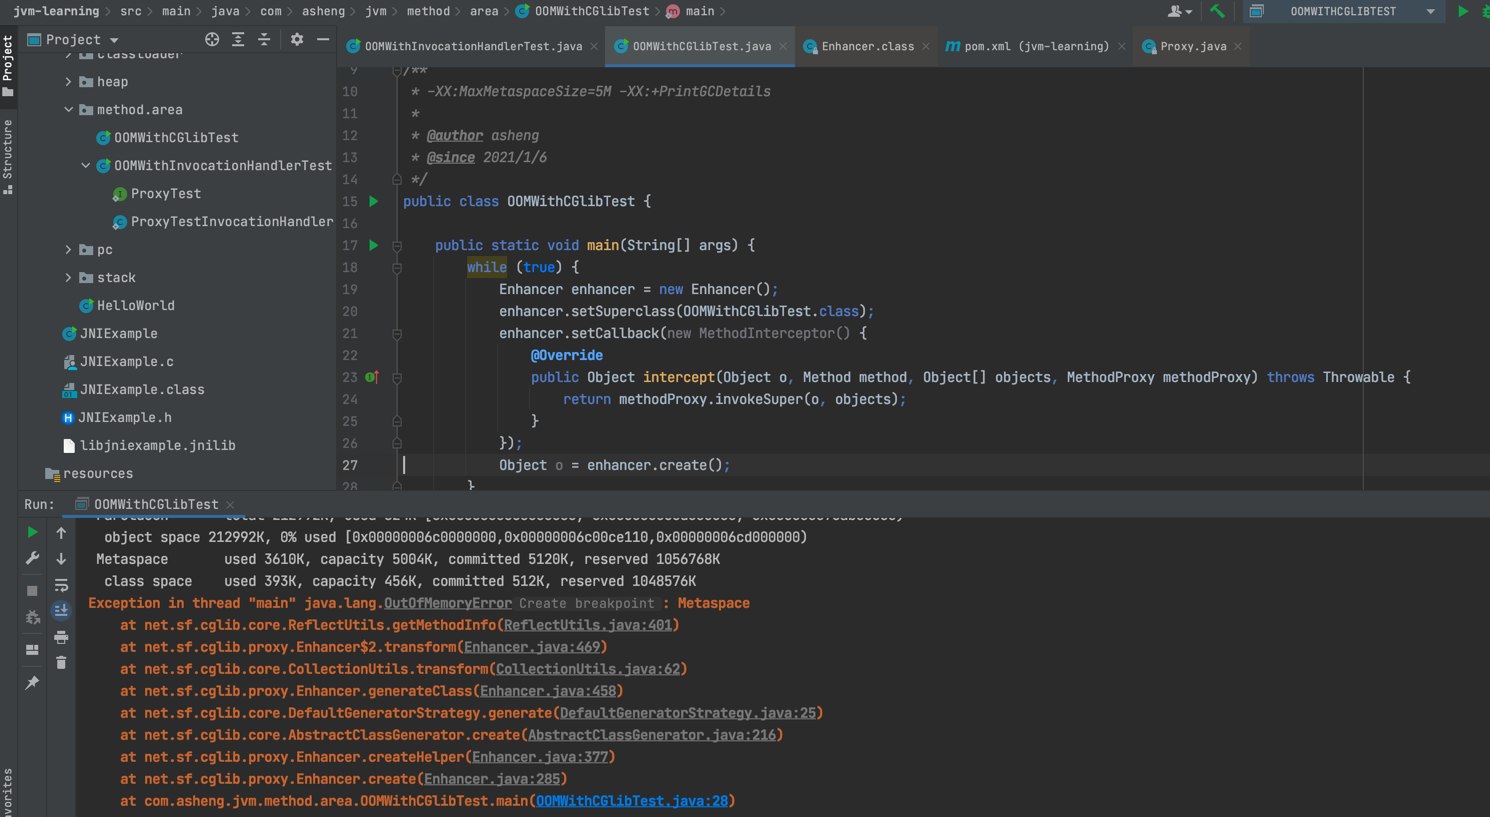 jvm-learning › src › main › java › com › asheng › jvm › method › area › OOMWithCGlibTest › main
OOMWITHCGLIBTEST
Project
OOMWithInvocationHandlerTest.java
OOMWithCGlibTest.java
Enhancer.class
pom.xml (jvm-learning)
Proxy.java
Project
Structure
classloader
heap
method.area
OOMWithCGlibTest
OOMWithInvocationHandlerTest
ProxyTest
ProxyTestInvocationHandler
pc
stack
HelloWorld
JNIExample
JNIExample.c
JNIExample.class
JNIExample.h
libjniexample.jnilib
resources
9 /**
10 * -XX:MaxMetaspaceSize=5M -XX:+PrintGCDetails
11 *
12 * @author asheng
13 * @since 2021/1/6
14 */
15 public class OOMWithCGlibTest {
16
17 public static void main(String[] args) {
18 while (true) {
19 Enhancer enhancer = new Enhancer();
20 enhancer.setSuperclass(OOMWithCGlibTest.class);
21 enhancer.setCallback(new MethodInterceptor() {
22 @Override
23 public Object intercept(Object o, Method method, Object[] objects, MethodProxy methodProxy) throws Throwable {
24 return methodProxy.invokeSuper(o, objects);
25 }
26 });
27 Object o = enhancer.create();
28 }
Run: OOMWithCGlibTest
object space 212992K, 0% used [0x00000006c0000000,0x00000006c00ce110,0x00000006cd000000)
Metaspace used 3610K, capacity 5004K, committed 5120K, reserved 1056768K
class space used 393K, capacity 456K, committed 512K, reserved 1048576K
Exception in thread "main" java.lang.OutOfMemoryError Create breakpoint : Metaspace
at net.sf.cglib.core.ReflectUtils.getMethodInfo(ReflectUtils.java:401)
at net.sf.cglib.proxy.Enhancer$2.transform(Enhancer.java:469)
at net.sf.cglib.core.CollectionUtils.transform(CollectionUtils.java:62)
at net.sf.cglib.proxy.Enhancer.generateClass(Enhancer.java:458)
at net.sf.cglib.core.DefaultGeneratorStrategy.generate(DefaultGeneratorStrategy.java:25)
at net.sf.cglib.core.AbstractClassGenerator.create(AbstractClassGenerator.java:216)
at net.sf.cglib.proxy.Enhancer.createHelper(Enhancer.java:377)
at net.sf.cglib.proxy.Enhancer.create(Enhancer.java:285)
at com.asheng.jvm.method.area.OOMWithCGlibTest.main(OOMWithCGlibTest.java:28)